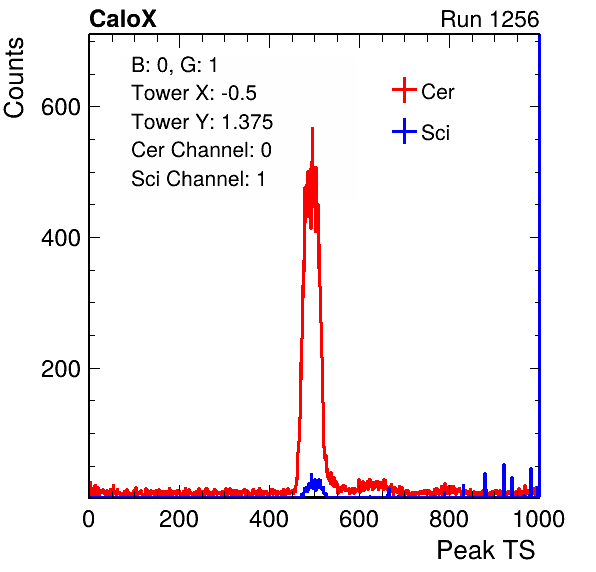 CaloX Run 1256
Counts
B: 0, G: 1
Tower X: -0.5
Tower Y: 1.375
Cer Channel: 0
Sci Channel: 1
Cer
Sci
600
400
200
0 200 400 600 800 1000
Peak TS